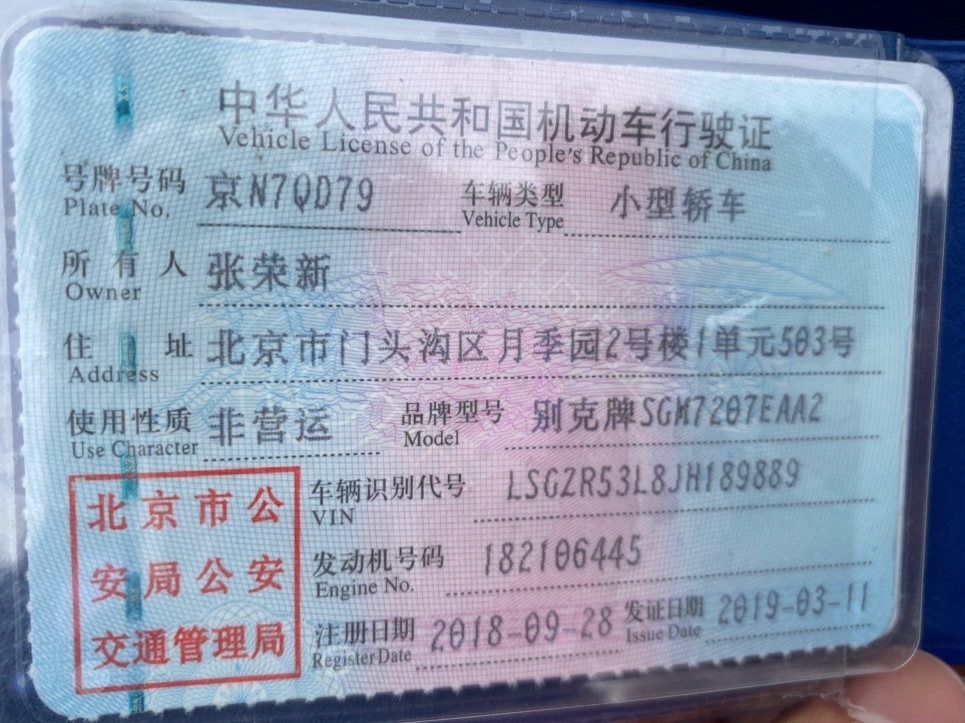 中华人民共和国机动车行驶证
Vehicle License of the People's Republic of China
号牌号码 京N7QD79 车辆类型 小型轿车
Plate No. Vehicle Type
所有人 张荣新
Owner
住址 北京市门头沟区月季园2号楼1单元503号
Address
使用性质 非营运 品牌型号 别克牌SGM7207EAA2
Use Character Model
车辆识别代号 LSGZR53L8JH189889
VIN
发动机号码 182106445
Engine No.
注册日期 2018-09-28 发证日期 2019-03-11
Register Date Issue Date
北京市公
安局公安
交通管理局